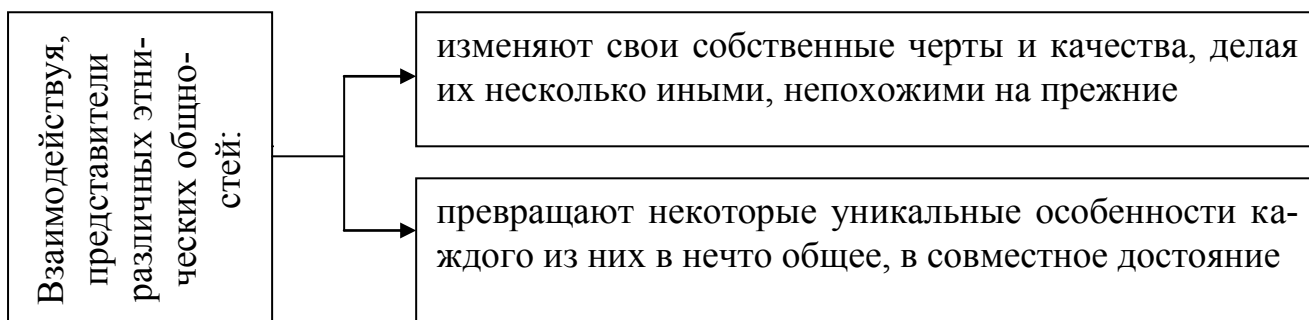 Взаимодействуя,
представители
различных этни-
ческих общно-
стей:
изменяют свои собственные черты и качества, делая
их несколько иными, непохожими на прежние
превращают некоторые уникальные особенности ка-
ждого из них в нечто общее, в совместное достояние